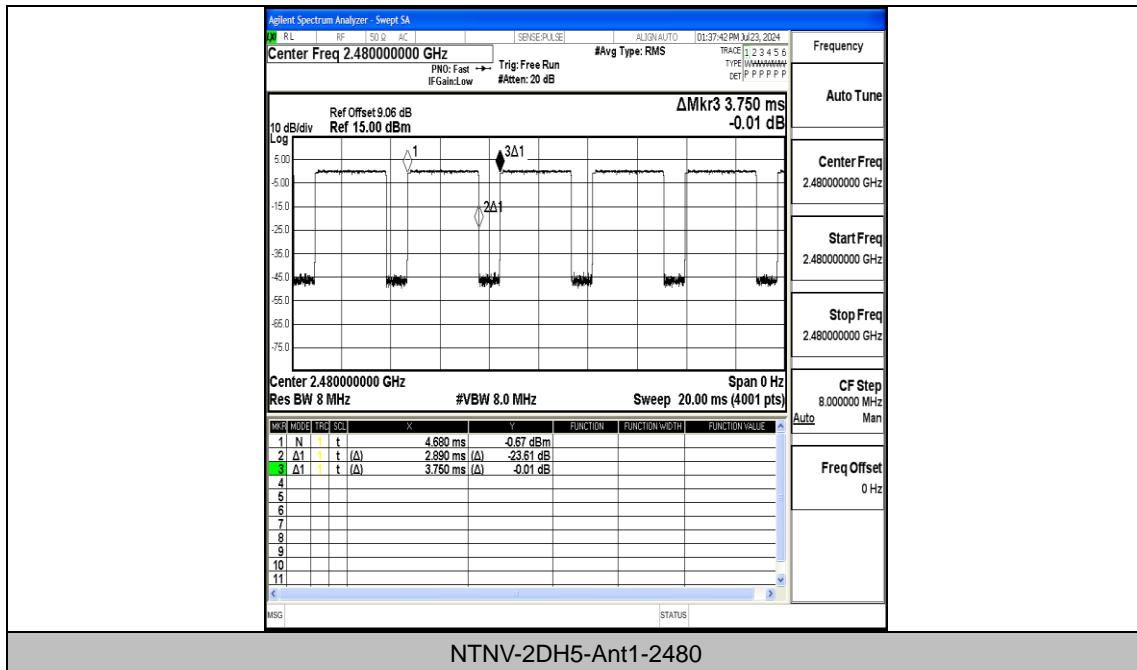 Agilent Spectrum Analyzer - Swept SA
RL RF 50 Ω AC SENSE:PULSE ALIGN AUTO 01:37:42 PM Jul 23, 2024
Center Freq 2.480000000 GHz
PNO: Fast
IFGain:Low
Trig: Free Run
#Atten: 20 dB
#Avg Type: RMS
TRACE 1 2 3 4 5 6
TYPE
DET P P P P P P
Ref Offset 9.06 dB
10 dB/div Ref 15.00 dBm
Log
ΔMkr3 3.750 ms
-0.01 dB
5.00
-5.00
-15.0
-25.0
-35.0
-45.0
-55.0
-65.0
-75.0
1
3Δ1
2Δ1
Center 2.480000000 GHz Span 0 Hz
Res BW 8 MHz #VBW 8.0 MHz Sweep 20.00 ms (4001 pts)
MKR MODE TRC SCL X Y FUNCTION FUNCTION WIDTH FUNCTION VALUE
1 N 1 t 4.680 ms -0.67 dBm
2 Δ1 1 t (Δ) 2.890 ms (Δ) -23.61 dB
3 Δ1 1 t (Δ) 3.750 ms (Δ) -0.01 dB
4
5
6
7
8
9
10
11
MSG STATUS
Frequency
Auto Tune
Center Freq
2.480000000 GHz
Start Freq
2.480000000 GHz
Stop Freq
2.480000000 GHz
CF Step
8.000000 MHz
Auto Man
Freq Offset
0 Hz
NTNV-2DH5-Ant1-2480